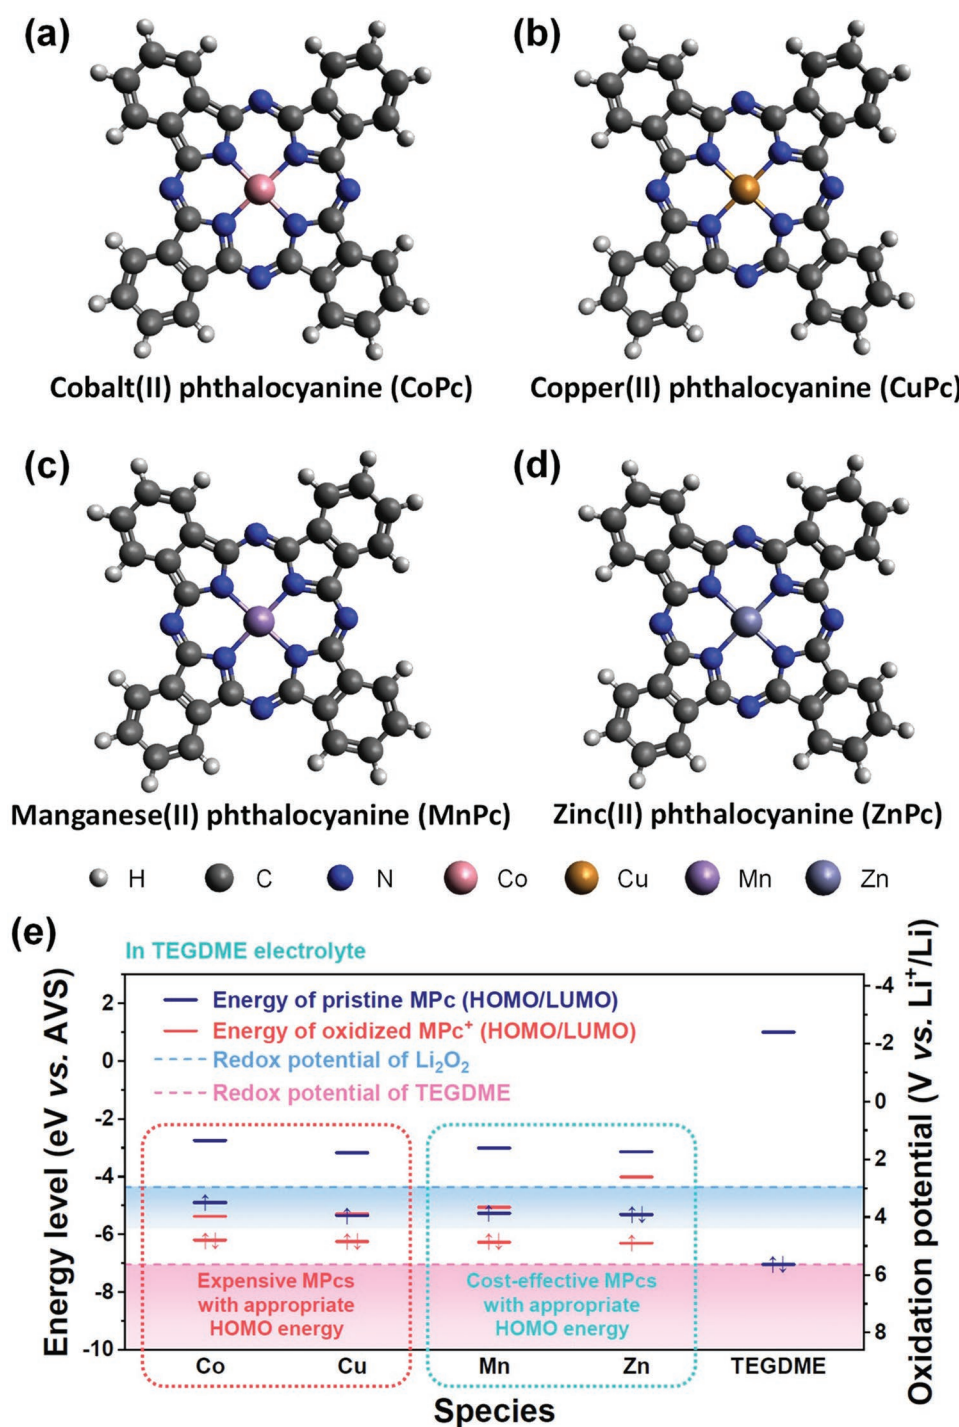 (a)
(b)
Cobalt(II) phthalocyanine (CoPc)
Copper(II) phthalocyanine (CuPc)
(c)
(d)
Manganese(II) phthalocyanine (MnPc)
Zinc(II) phthalocyanine (ZnPc)
H C N Co Cu Mn Zn
(e)
In TEGDME electrolyte
Energy level (eV vs. AVS)
2
0
-2
-4
-6
-8
-10
Energy of pristine MPc (HOMO/LUMO)
Energy of oxidized MPc⁺ (HOMO/LUMO)
Redox potential of Li₂O₂
Redox potential of TEGDME
Expensive MPcs
with appropriate
HOMO energy
Cost-effective MPcs
with appropriate
HOMO energy
-4
-2
0
2
4
6
8
Oxidation potential (V vs. Li⁺/Li)
Co Cu Mn Zn TEGDME
Species